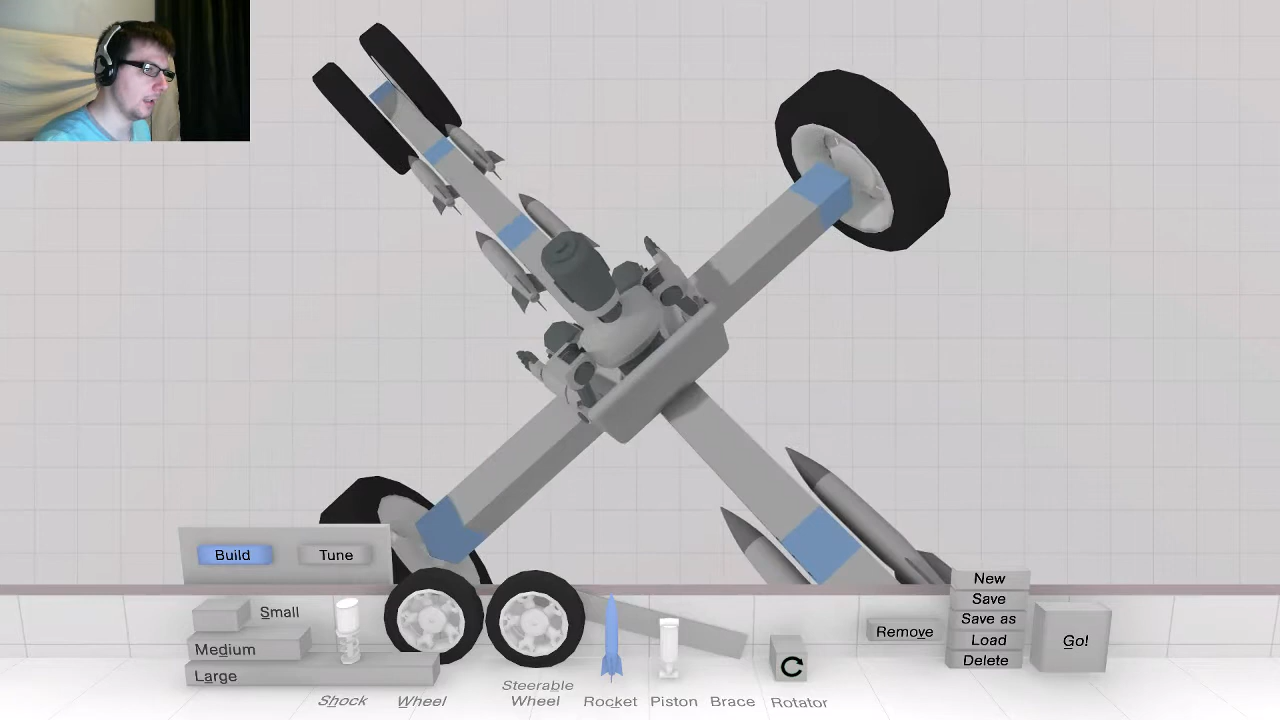 Build
Tune
Small
Medium
Large
Shock
Wheel
Steerable
Wheel
Rocket
Piston
Brace
Rotator
Remove
New
Save
Save as
Load
Delete
Go!